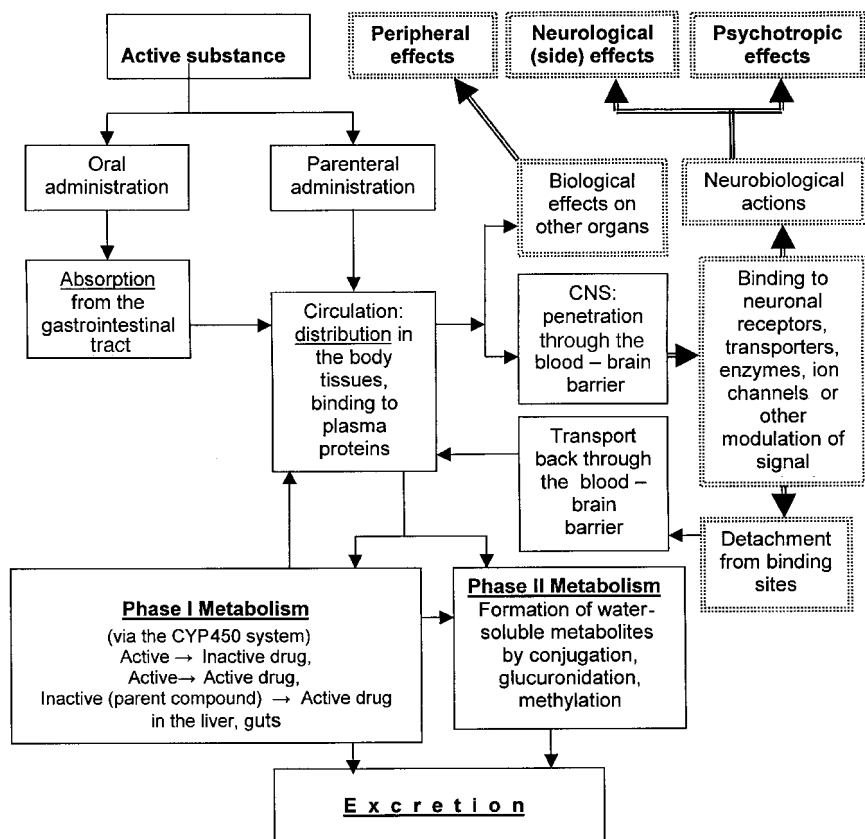 Active substance
Peripheral
effects
Neurological
(side) effects
Psychotropic
effects
Oral
administration
Parenteral
administration
Biological
effects on
other organs
Neurobiological
actions
Absorption
from the
gastrointestinal
tract
Circulation:
distribution in
the body
tissues,
binding to
plasma
proteins
CNS:
penetration
through the
blood – brain
barrier
Binding to
neuronal
receptors,
transporters,
enzymes, ion
channels or
other
modulation of
signal
Transport
back through
the blood –
brain
barrier
Detachment
from binding
sites
Phase I Metabolism
(via the CYP450 system)
Active → Inactive drug,
Active→ Active drug,
Inactive (parent compound) → Active drug
in the liver, guts
Phase II Metabolism
Formation of water-
soluble metabolites
by conjugation,
glucuronidation,
methylation
Excretion